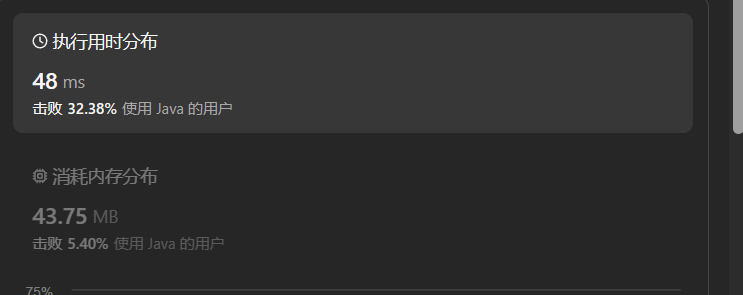 执行用时分布
48 ms
击败 32.38% 使用 Java 的用户
消耗内存分布
43.75 MB
击败 5.40% 使用 Java 的用户
75%